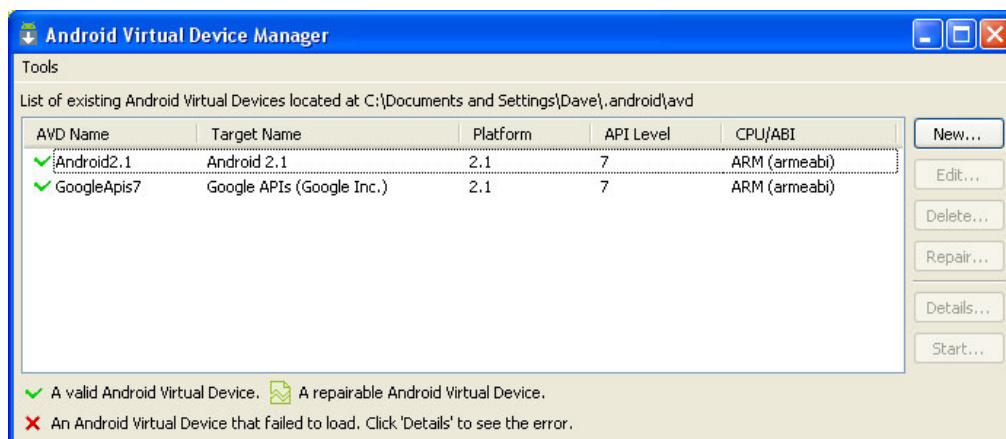 Android Virtual Device Manager
Tools
List of existing Android Virtual Devices located at C:\Documents and Settings\Dave\.android\avd
AVD Name Target Name Platform API Level CPU/ABI
Android2.1 Android 2.1 2.1 7 ARM (armeabi)
GoogleApis7 Google APIs (Google Inc.) 2.1 7 ARM (armeabi)
New...
Edit...
Delete...
Repair...
Details...
Start...
A valid Android Virtual Device. A repairable Android Virtual Device.
An Android Virtual Device that failed to load. Click 'Details' to see the error.